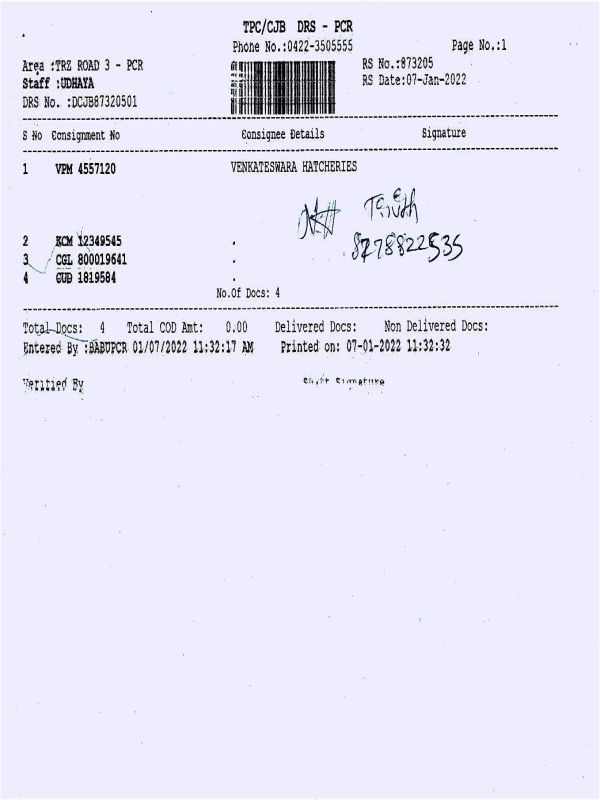 TPC/CJB DRS - PCR
Phone No.:0422-3505555 Page No.:1
Area :TRZ ROAD 3 - PCR RS No.:873205
Staff :UDHAYA RS Date:07-Jan-2022
DRS No. :DCJB87320501
S No Consignment No Consignee Details Signature
1 VPM 4557120 VENKATESWARA HATCHERIES
8778822535
2 KCM 12349545 .
3 CGL 800019641 .
4 GUD 1819584 .
No.Of Docs: 4
Total Docs: 4 Total COD Amt: 0.00 Delivered Docs: Non Delivered Docs:
Entered By :BABUPCR 01/07/2022 11:32:17 AM Printed on: 07-01-2022 11:32:32
Verified By Signature